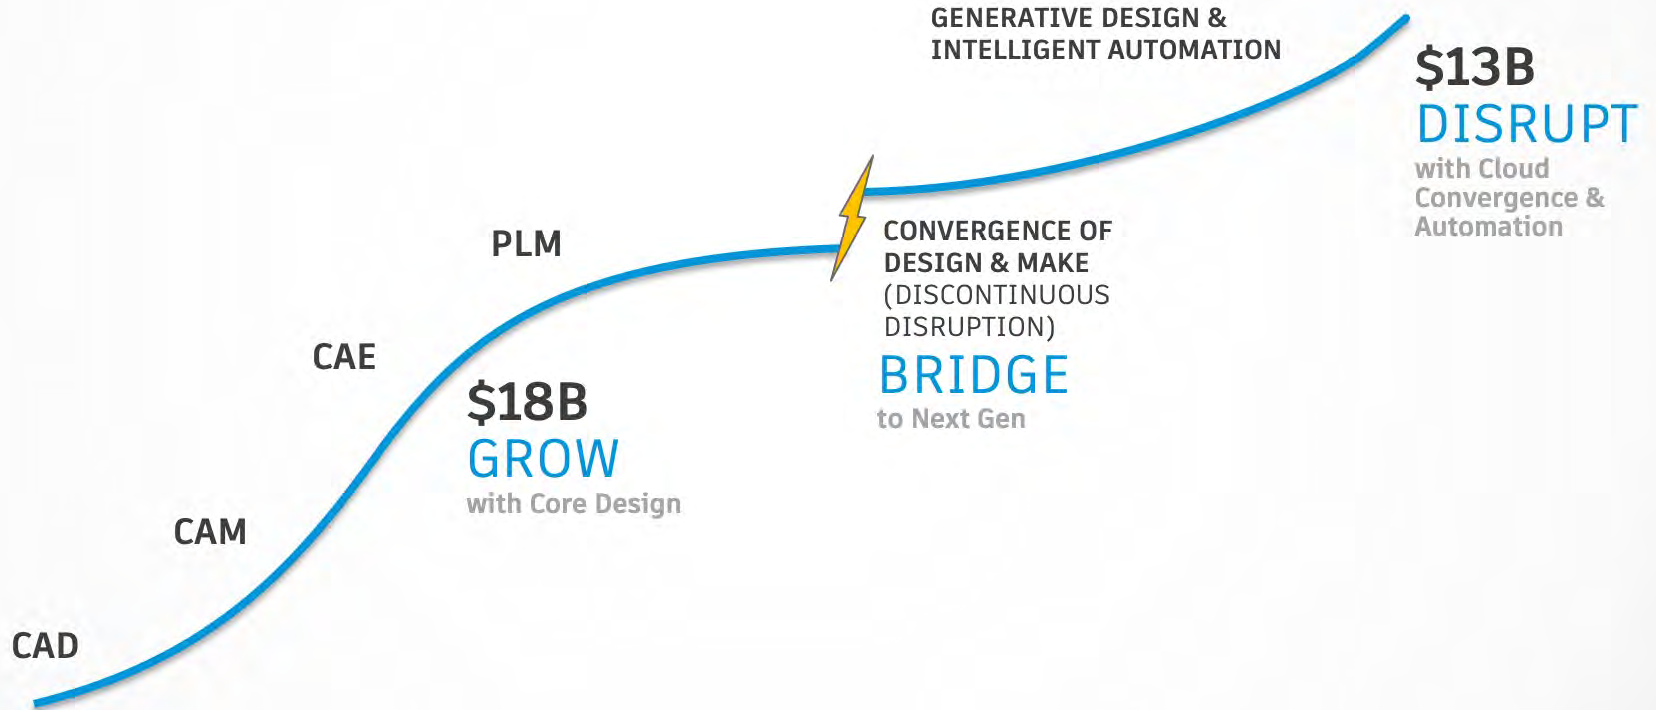 GENERATIVE DESIGN &
INTELLIGENT AUTOMATION
$13B
DISRUPT
with Cloud
Convergence &
Automation
PLM
CONVERGENCE OF
DESIGN & MAKE
(DISCONTINUOUS
DISRUPTION)
BRIDGE
to Next Gen
CAE
$18B
GROW
with Core Design
CAM
CAD